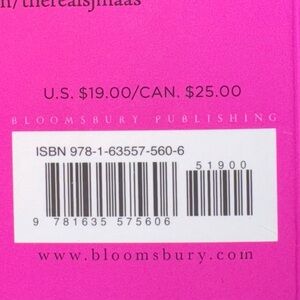 m/therealsjmaas
U.S. $19.00/CAN. $25.00
BLOOMSBURY PUBLISHING
ISBN 978-1-63557-560-6
51900
9 781635 575606
www.bloomsbury.com